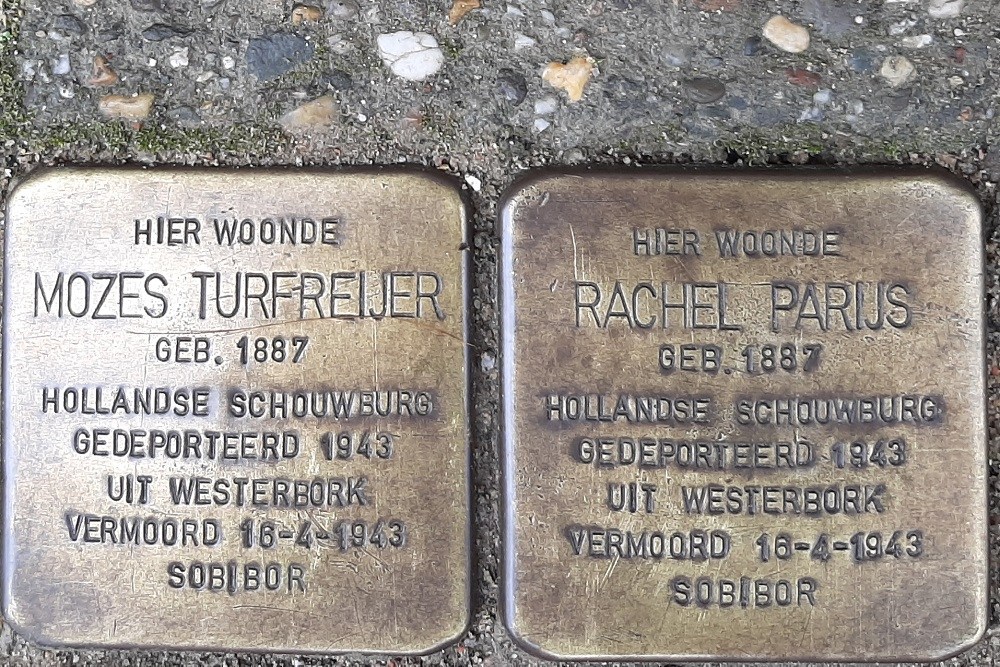 HIER WOONDE
MOZES TURFREIJER
GEB. 1887
HOLLANDSE SCHOUWBURG
GEDEPORTEERD 1943
UIT WESTERBORK
VERMOORD 16-4-1943
SOBIBOR
HIER WOONDE
RACHEL PARIJS
GEB. 1887
HOLLANDSE SCHOUWBURG
GEDEPORTEERD 1943
UIT WESTERBORK
VERMOORD 16-4-1943
SOBIBOR